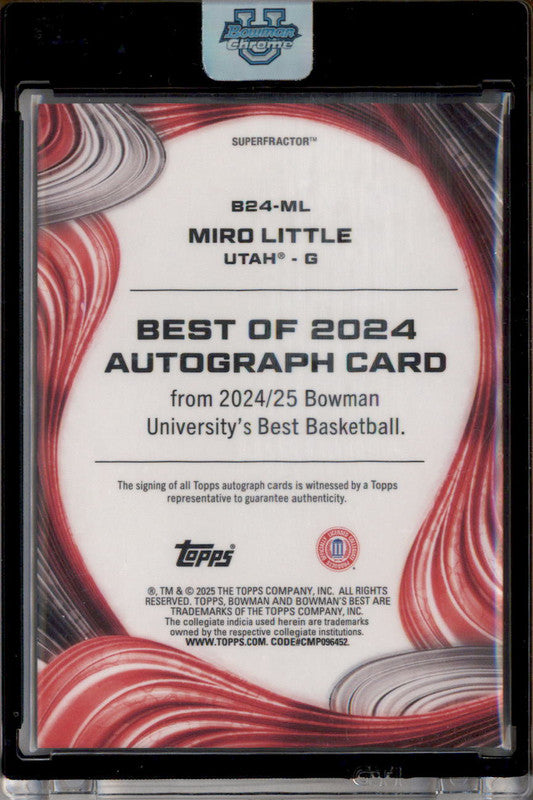 U
Bowman
Chrome
SUPERFRACTOR™
B24-ML
MIRO LITTLE
UTAH® - G
BEST OF 2024
AUTOGRAPH CARD
from 2024/25 Bowman
University's Best Basketball.
The signing of all Topps autograph cards is witnessed by a Topps
representative to guarantee authenticity.
topps®
®, TM & © 2025 THE TOPPS COMPANY, INC. ALL RIGHTS
RESERVED. TOPPS, BOWMAN AND BOWMAN'S BEST ARE
TRADEMARKS OF THE TOPPS COMPANY, INC.
The collegiate indicia used herein are trademarks
owned by the respective collegiate institutions.
WWW.TOPPS.COM. CODE#CMP096452